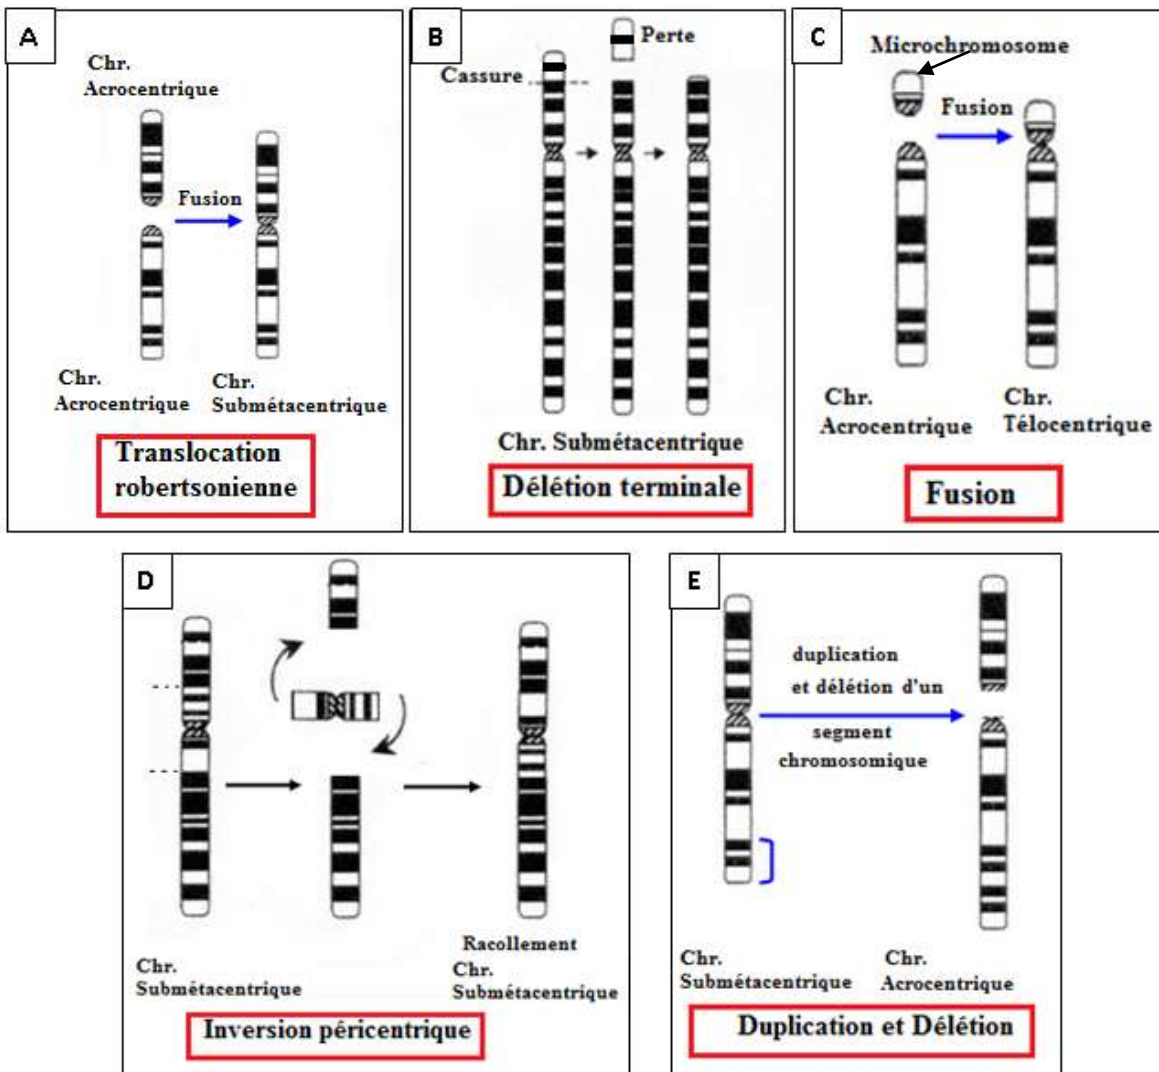 A
Chr.
Acrocentrique
Fusion
Chr.
Acrocentrique
Chr.
Submétacentrique
Translocation
robertsonienne
B
Perte
Cassure
Chr. Submétacentrique
Délétion terminale
C
Microchromosome
Fusion
Chr.
Acrocentrique
Chr.
Télocentrique
Fusion
D
Chr.
Submétacentrique
Racollement
Chr.
Submétacentrique
Inversion péricentrique
E
duplication
et délétion d'un
segment
chromosomique
Chr.
Submétacentrique
Chr.
Acrocentrique
Duplication et Délétion